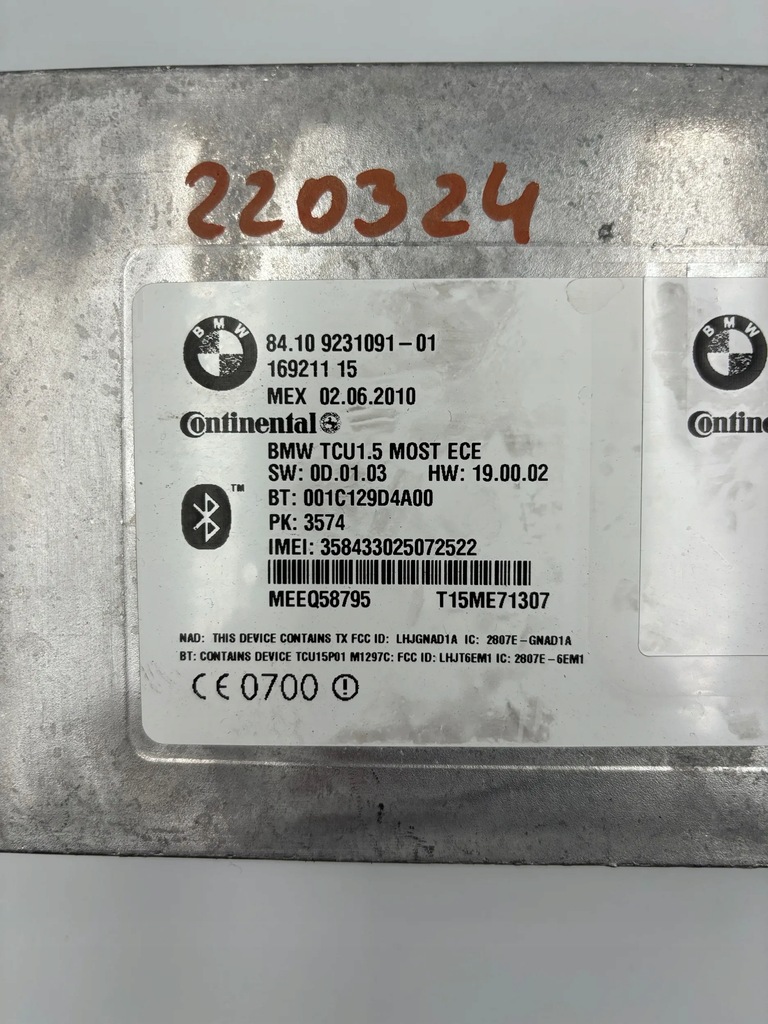 220324
BMW
84.10 9231091-01
169211 15
MEX 02.06.2010
Continental
BMW TCU1.5 MOST ECE
SW: 0D.01.03 HW: 19.00.02
BT: 001C129D4A00
™
PK: 3574
IMEI: 358433025072522
MEEQ58795 T15ME71307
NAD: THIS DEVICE CONTAINS TX FCC ID: LHJGNAD1A IC: 2807E-GNAD1A
BT: CONTAINS DEVICE TCU15P01 M1297C: FCC ID: LHJT6EM1 IC: 2807E-6EM1
CE 0700
BMW
Contin